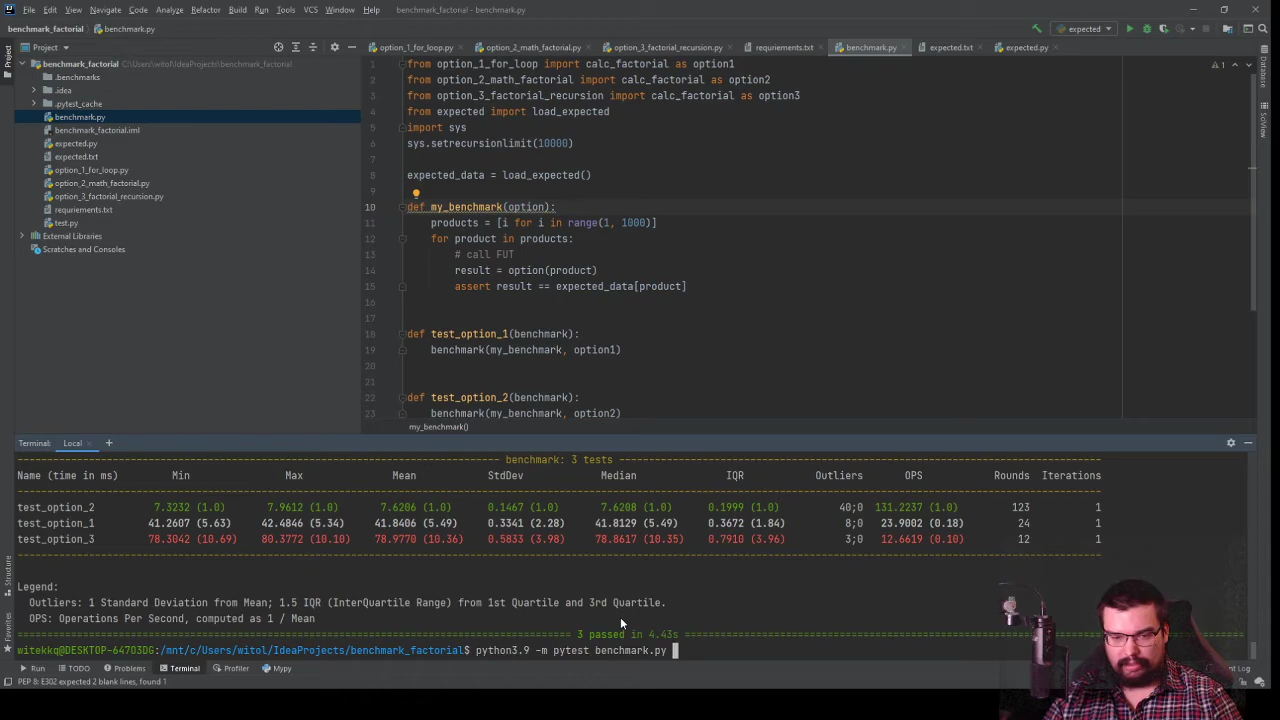 File Edit View Navigate Code Analyze Refactor Build Run Tools VCS Window Help benchmark_factorial - benchmark.py
benchmark_factorial benchmark.py expected
Project option_1_for_loop.py option_2_math_factorial.py option_3_factorial_recursion.py requriements.txt benchmark.py expected.txt expected.py
benchmark_factorial C:\Users\witol\IdeaProjects\benchmark_factorial
.benchmarks
.idea
.pytest_cache
benchmark.py
benchmark_factorial.iml
expected.py
expected.txt
option_1_for_loop.py
option_2_math_factorial.py
option_3_factorial_recursion.py
requriements.txt
test.py
External Libraries
Scratches and Consoles
1 from option_1_for_loop import calc_factorial as option1
2 from option_2_math_factorial import calc_factorial as option2
3 from option_3_factorial_recursion import calc_factorial as option3
4 from expected import load_expected
5 import sys
6 sys.setrecursionlimit(10000)
7
8 expected_data = load_expected()
9
10 def my_benchmark(option):
11 products = [i for i in range(1, 1000)]
12 for product in products:
13 # call FUT
14 result = option(product)
15 assert result == expected_data[product]
16
17
18 def test_option_1(benchmark):
19 benchmark(my_benchmark, option1)
20
21
22 def test_option_2(benchmark):
23 benchmark(my_benchmark, option2)
my_benchmark()
1
Project
Structure
Favorites
Database
SciView
Terminal: Local +
benchmark: 3 tests
Name (time in ms) Min Max Mean StdDev Median IQR Outliers OPS Rounds Iterations
test_option_2 7.3232 (1.0) 7.9612 (1.0) 7.6206 (1.0) 0.1467 (1.0) 7.6208 (1.0) 0.1999 (1.0) 40;0 131.2237 (1.0) 123 1
test_option_1 41.2607 (5.63) 42.4846 (5.34) 41.8406 (5.49) 0.3341 (2.28) 41.8129 (5.49) 0.3672 (1.84) 8;0 23.9002 (0.18) 24 1
test_option_3 78.3042 (10.69) 80.3772 (10.10) 78.9770 (10.36) 0.5833 (3.98) 78.8617 (10.35) 0.7910 (3.96) 3;0 12.6619 (0.10) 12 1
Legend:
Outliers: 1 Standard Deviation from Mean; 1.5 IQR (InterQuartile Range) from 1st Quartile and 3rd Quartile.
OPS: Operations Per Second, computed as 1 / Mean
3 passed in 4.43s
witekkq@DESKTOP-64703DG:/mnt/c/Users/witol/IdeaProjects/benchmark_factorial$ python3.9 -m pytest benchmark.py
Run TODO Problems Terminal Profiler Mypy Log
PEP 8: E302 expected 2 blank lines, found 1